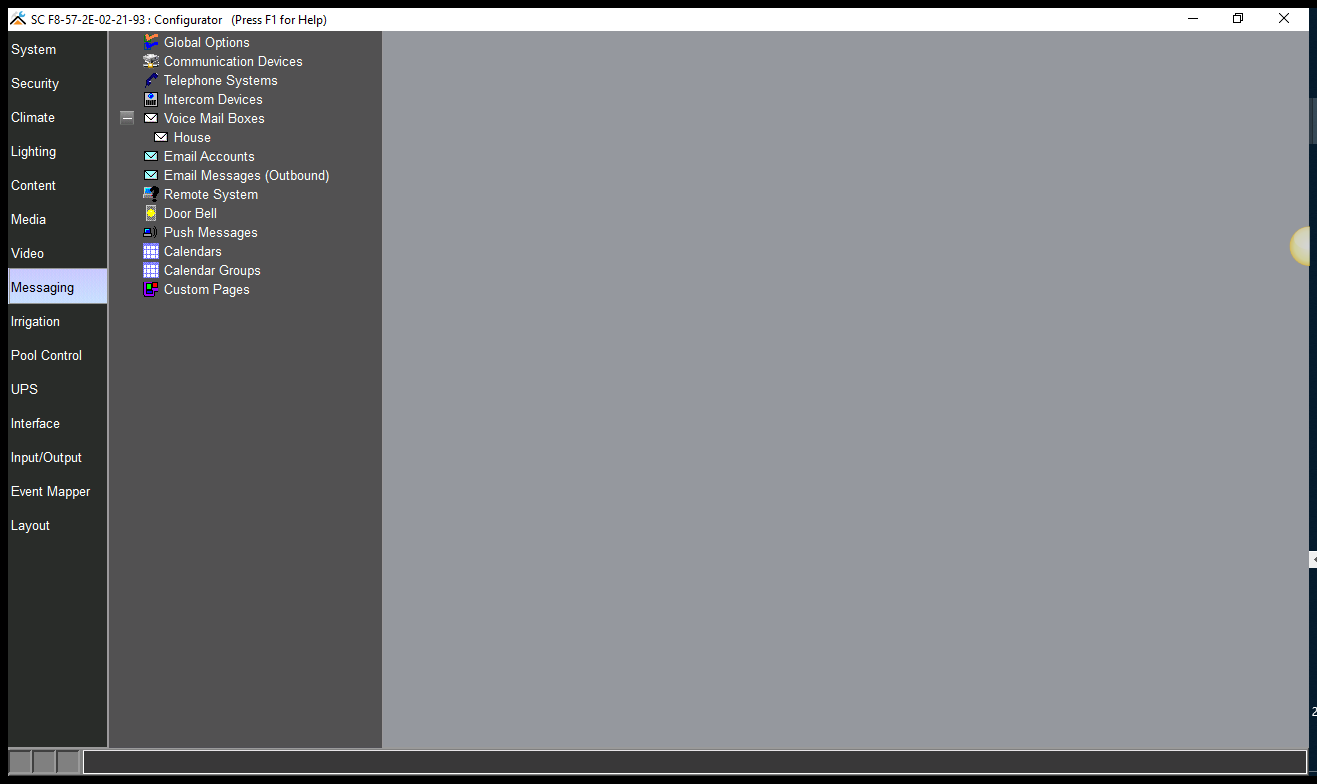 SC F8-57-2E-02-21-93 : Configurator (Press F1 for Help)
System
Security
Climate
Lighting
Content
Media
Video
Messaging
Irrigation
Pool Control
UPS
Interface
Input/Output
Event Mapper
Layout
Global Options
Communication Devices
Telephone Systems
Intercom Devices
Voice Mail Boxes
House
Email Accounts
Email Messages (Outbound)
Remote System
Door Bell
Push Messages
Calendars
Calendar Groups
Custom Pages
2